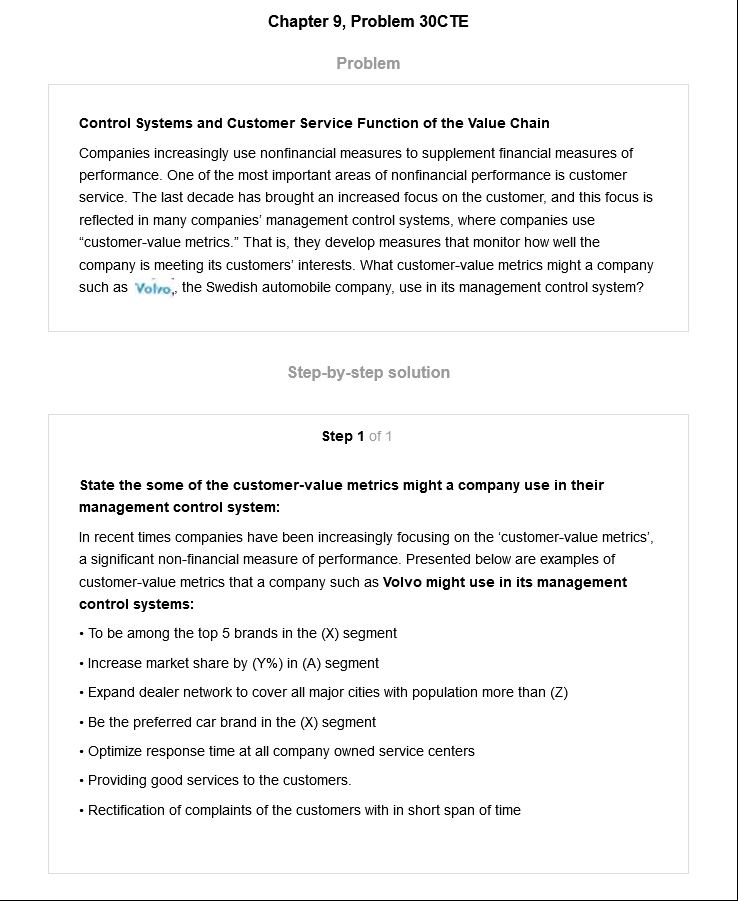 Chapter 9, Problem 30CTE
Problem
Control Systems and Customer Service Function of the Value Chain
Companies increasingly use nonfinancial measures to supplement financial measures of
performance. One of the most important areas of nonfinancial performance is customer
service. The last decade has brought an increased focus on the customer, and this focus is
reflected in many companies’ management control systems, where companies use
“customer-value metrics.” That is, they develop measures that monitor how well the
company is meeting its customers’ interests. What customer-value metrics might a company
such as Volvo,, the Swedish automobile company, use in its management control system?
Step-by-step solution
Step 1 of 1
State the some of the customer-value metrics might a company use in their
management control system:
In recent times companies have been increasingly focusing on the ‘customer-value metrics’,
a significant non-financial measure of performance. Presented below are examples of
customer-value metrics that a company such as Volvo might use in its management
control systems:
• To be among the top 5 brands in the (X) segment
• Increase market share by (Y%) in (A) segment
• Expand dealer network to cover all major cities with population more than (Z)
• Be the preferred car brand in the (X) segment
• Optimize response time at all company owned service centers
• Providing good services to the customers.
• Rectification of complaints of the customers with in short span of time